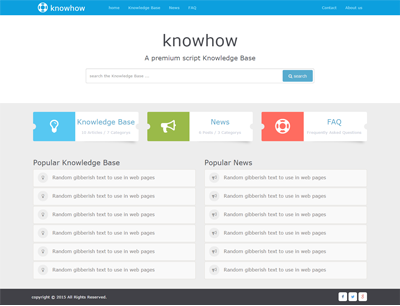 knowhow
Home Knowledge Base News FAQ Contact About us
knowhow
A premium script Knowledge Base
search the Knowledge Base ...
search
Knowledge Base
News
FAQ
Frequently Asked Questions
Popular Knowledge Base
Popular News
Random gibberish text to use in web pages
Random gibberish text to use in web pages
Random gibberish text to use in web pages
Random gibberish text to use in web pages
Random gibberish text to use in web pages
Random gibberish text to use in web pages
Random gibberish text to use in web pages
Random gibberish text to use in web pages
Random gibberish text to use in web pages
Random gibberish text to use in web pages
Random gibberish text to use in web pages
Random gibberish text to use in web pages
copyright © 2015 All Rights Reserved.